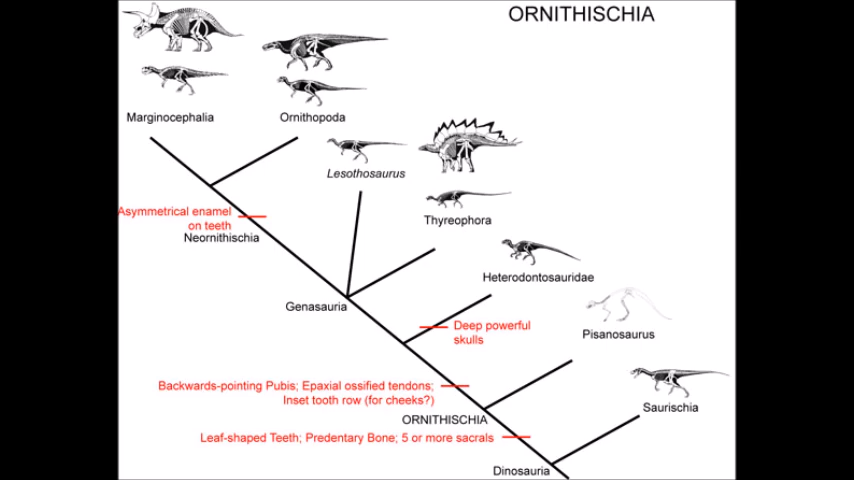 ORNITHISCHIA
Marginocephalia
Ornithopoda
Lesothosaurus
Thyreophora
Asymmetrical enamel
on teeth
Neornithischia
Heterodontosauridae
Genasauria
Deep powerful
skulls
Pisanosaurus
Backwards-pointing Pubis; Epaxial ossified tendons;
Inset tooth row (for cheeks?)
Saurischia
ORNITHISCHIA
Leaf-shaped Teeth; Predentary Bone; 5 or more sacrals
Dinosauria